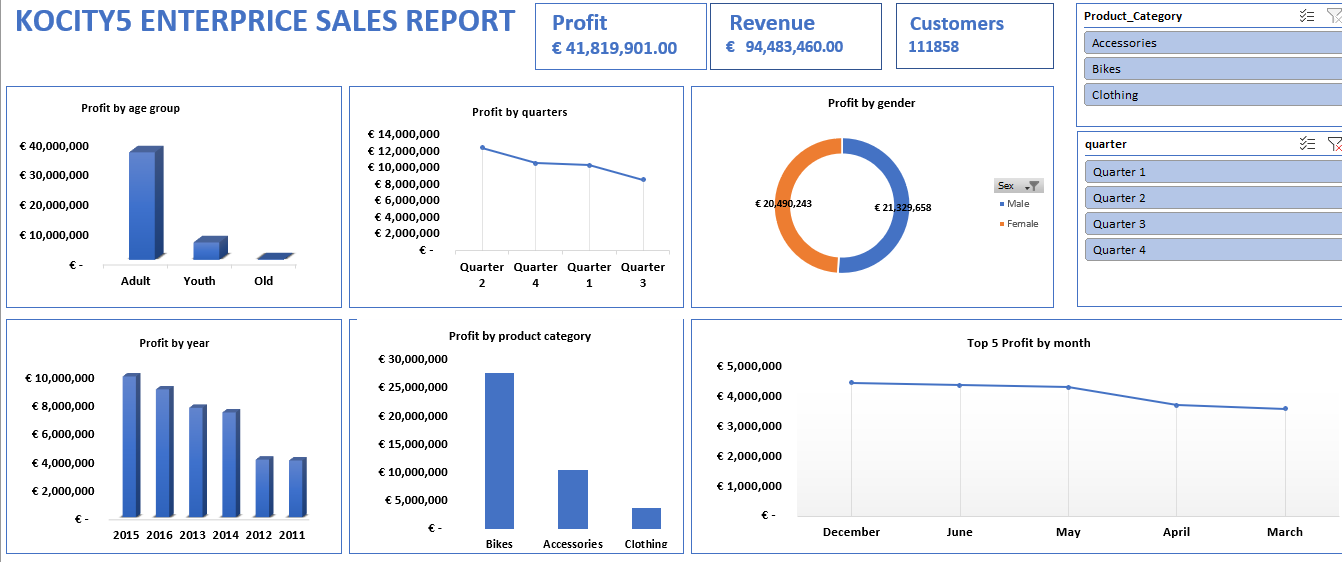 KOCITY5 ENTERPRICE SALES REPORT
Profit
€ 41,819,901.00
Revenue
€ 94,483,460.00
Customers
111858
Product_Category
Accessories
Bikes
Clothing
quarter
Quarter 1
Quarter 2
Quarter 3
Quarter 4
Profit by age group
€ 40,000,000
€ 30,000,000
€ 20,000,000
€ 10,000,000
€ -
Adult Youth Old
Profit by quarters
€ 14,000,000
€ 12,000,000
€ 10,000,000
€ 8,000,000
€ 6,000,000
€ 4,000,000
€ 2,000,000
€ -
Quarter Quarter Quarter Quarter
2 4 1 3
Profit by gender
€ 20,490,243
€ 21,329,658
Sex
Male
Female
Profit by year
€ 10,000,000
€ 8,000,000
€ 6,000,000
€ 4,000,000
€ 2,000,000
€ -
2015 2016 2013 2014 2012 2011
Profit by product category
€ 30,000,000
€ 25,000,000
€ 20,000,000
€ 15,000,000
€ 10,000,000
€ 5,000,000
€ -
Bikes Accessories Clothing
Top 5 Profit by month
€ 5,000,000
€ 4,000,000
€ 3,000,000
€ 2,000,000
€ 1,000,000
€ -
December June May April March